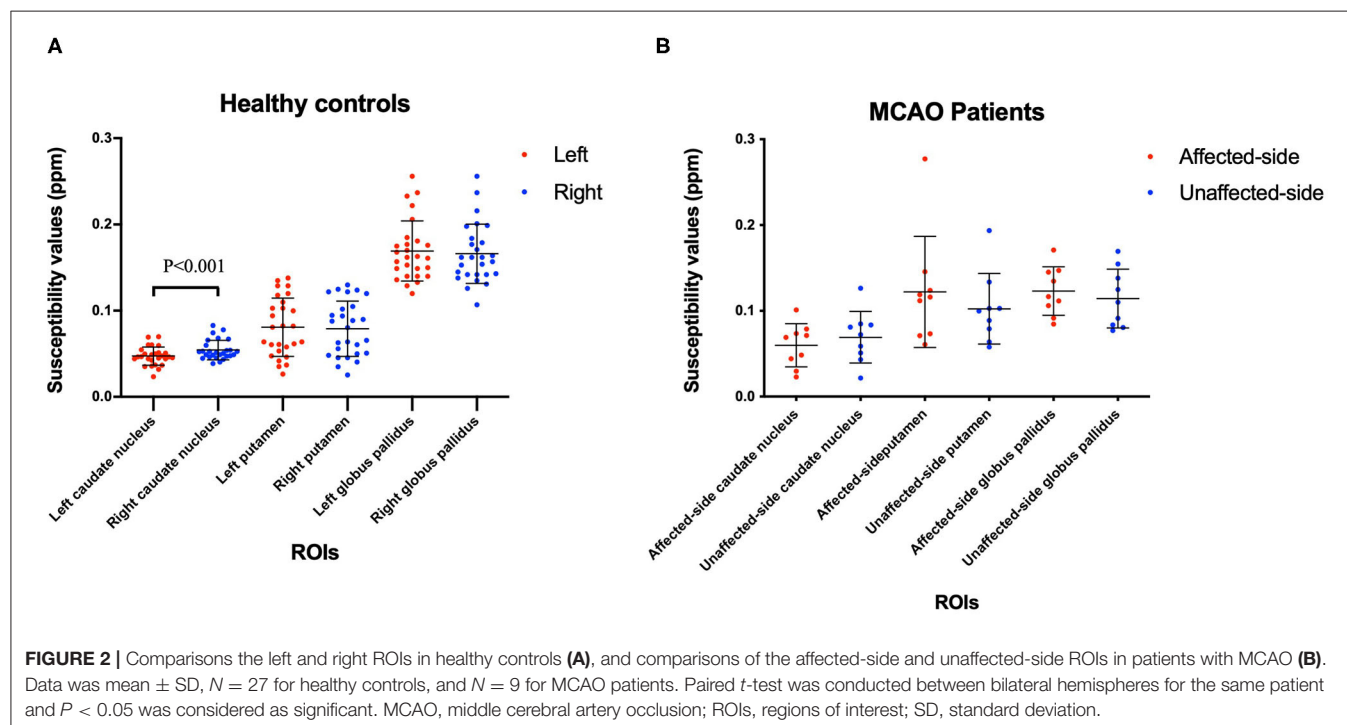 A
Healthy controls
Susceptibility values (ppm)
0.3
0.2
0.1
0.0
Left
Right
P<0.001
Left caudate nucleus
Right caudate nucleus
Left putamen
Right putamen
Left globus pallidus
Right globus pallidus
ROIs
B
MCAO Patients
Susceptibility values (ppm)
0.3
0.2
0.1
0.0
Affected-side
Unaffected-side
Affected-side caudate nucleus
Unaffected-side caudate nucleus
Affected-sideputamen
Unaffected-side putamen
Affected-side globus pallidus
Unaffected-side globus pallidus
ROIs
FIGURE 2 | Comparisons the left and right ROIs in healthy controls (A), and comparisons of the affected-side and unaffected-side ROIs in patients with MCAO (B).
Data was mean ± SD, N = 27 for healthy controls, and N = 9 for MCAO patients. Paired t-test was conducted between bilateral hemispheres for the same patient
and P < 0.05 was considered as significant. MCAO, middle cerebral artery occlusion; ROIs, regions of interest; SD, standard deviation.